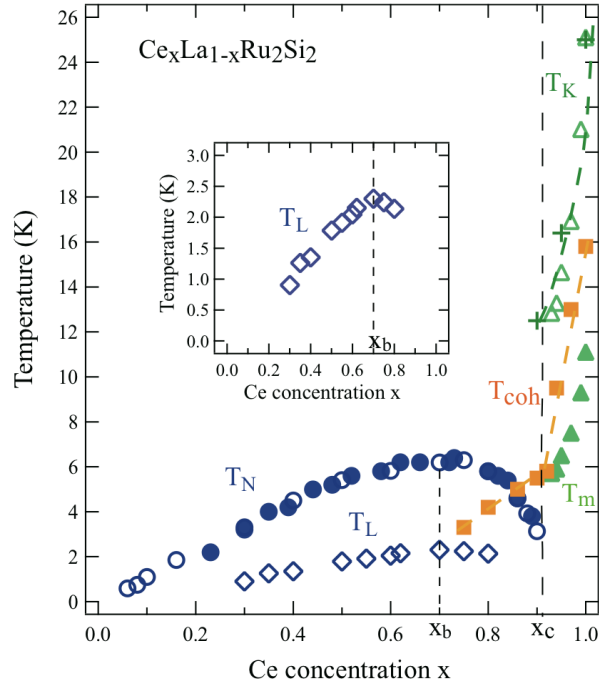 26
24
22
20
18
16
14
12
10
8
6
4
2
0
Temperature (K)
CexLa1-xRu2Si2
TK
3.0
2.5
2.0
1.5
1.0
0.5
0.0
Temperature (K)
TL
xb
0.0 0.2 0.4 0.6 0.8 1.0
Ce concentration x
Tcoh
Tm
TN
TL
xb
xc
0.0 0.2 0.4 0.6 0.8 1.0
Ce concentration x